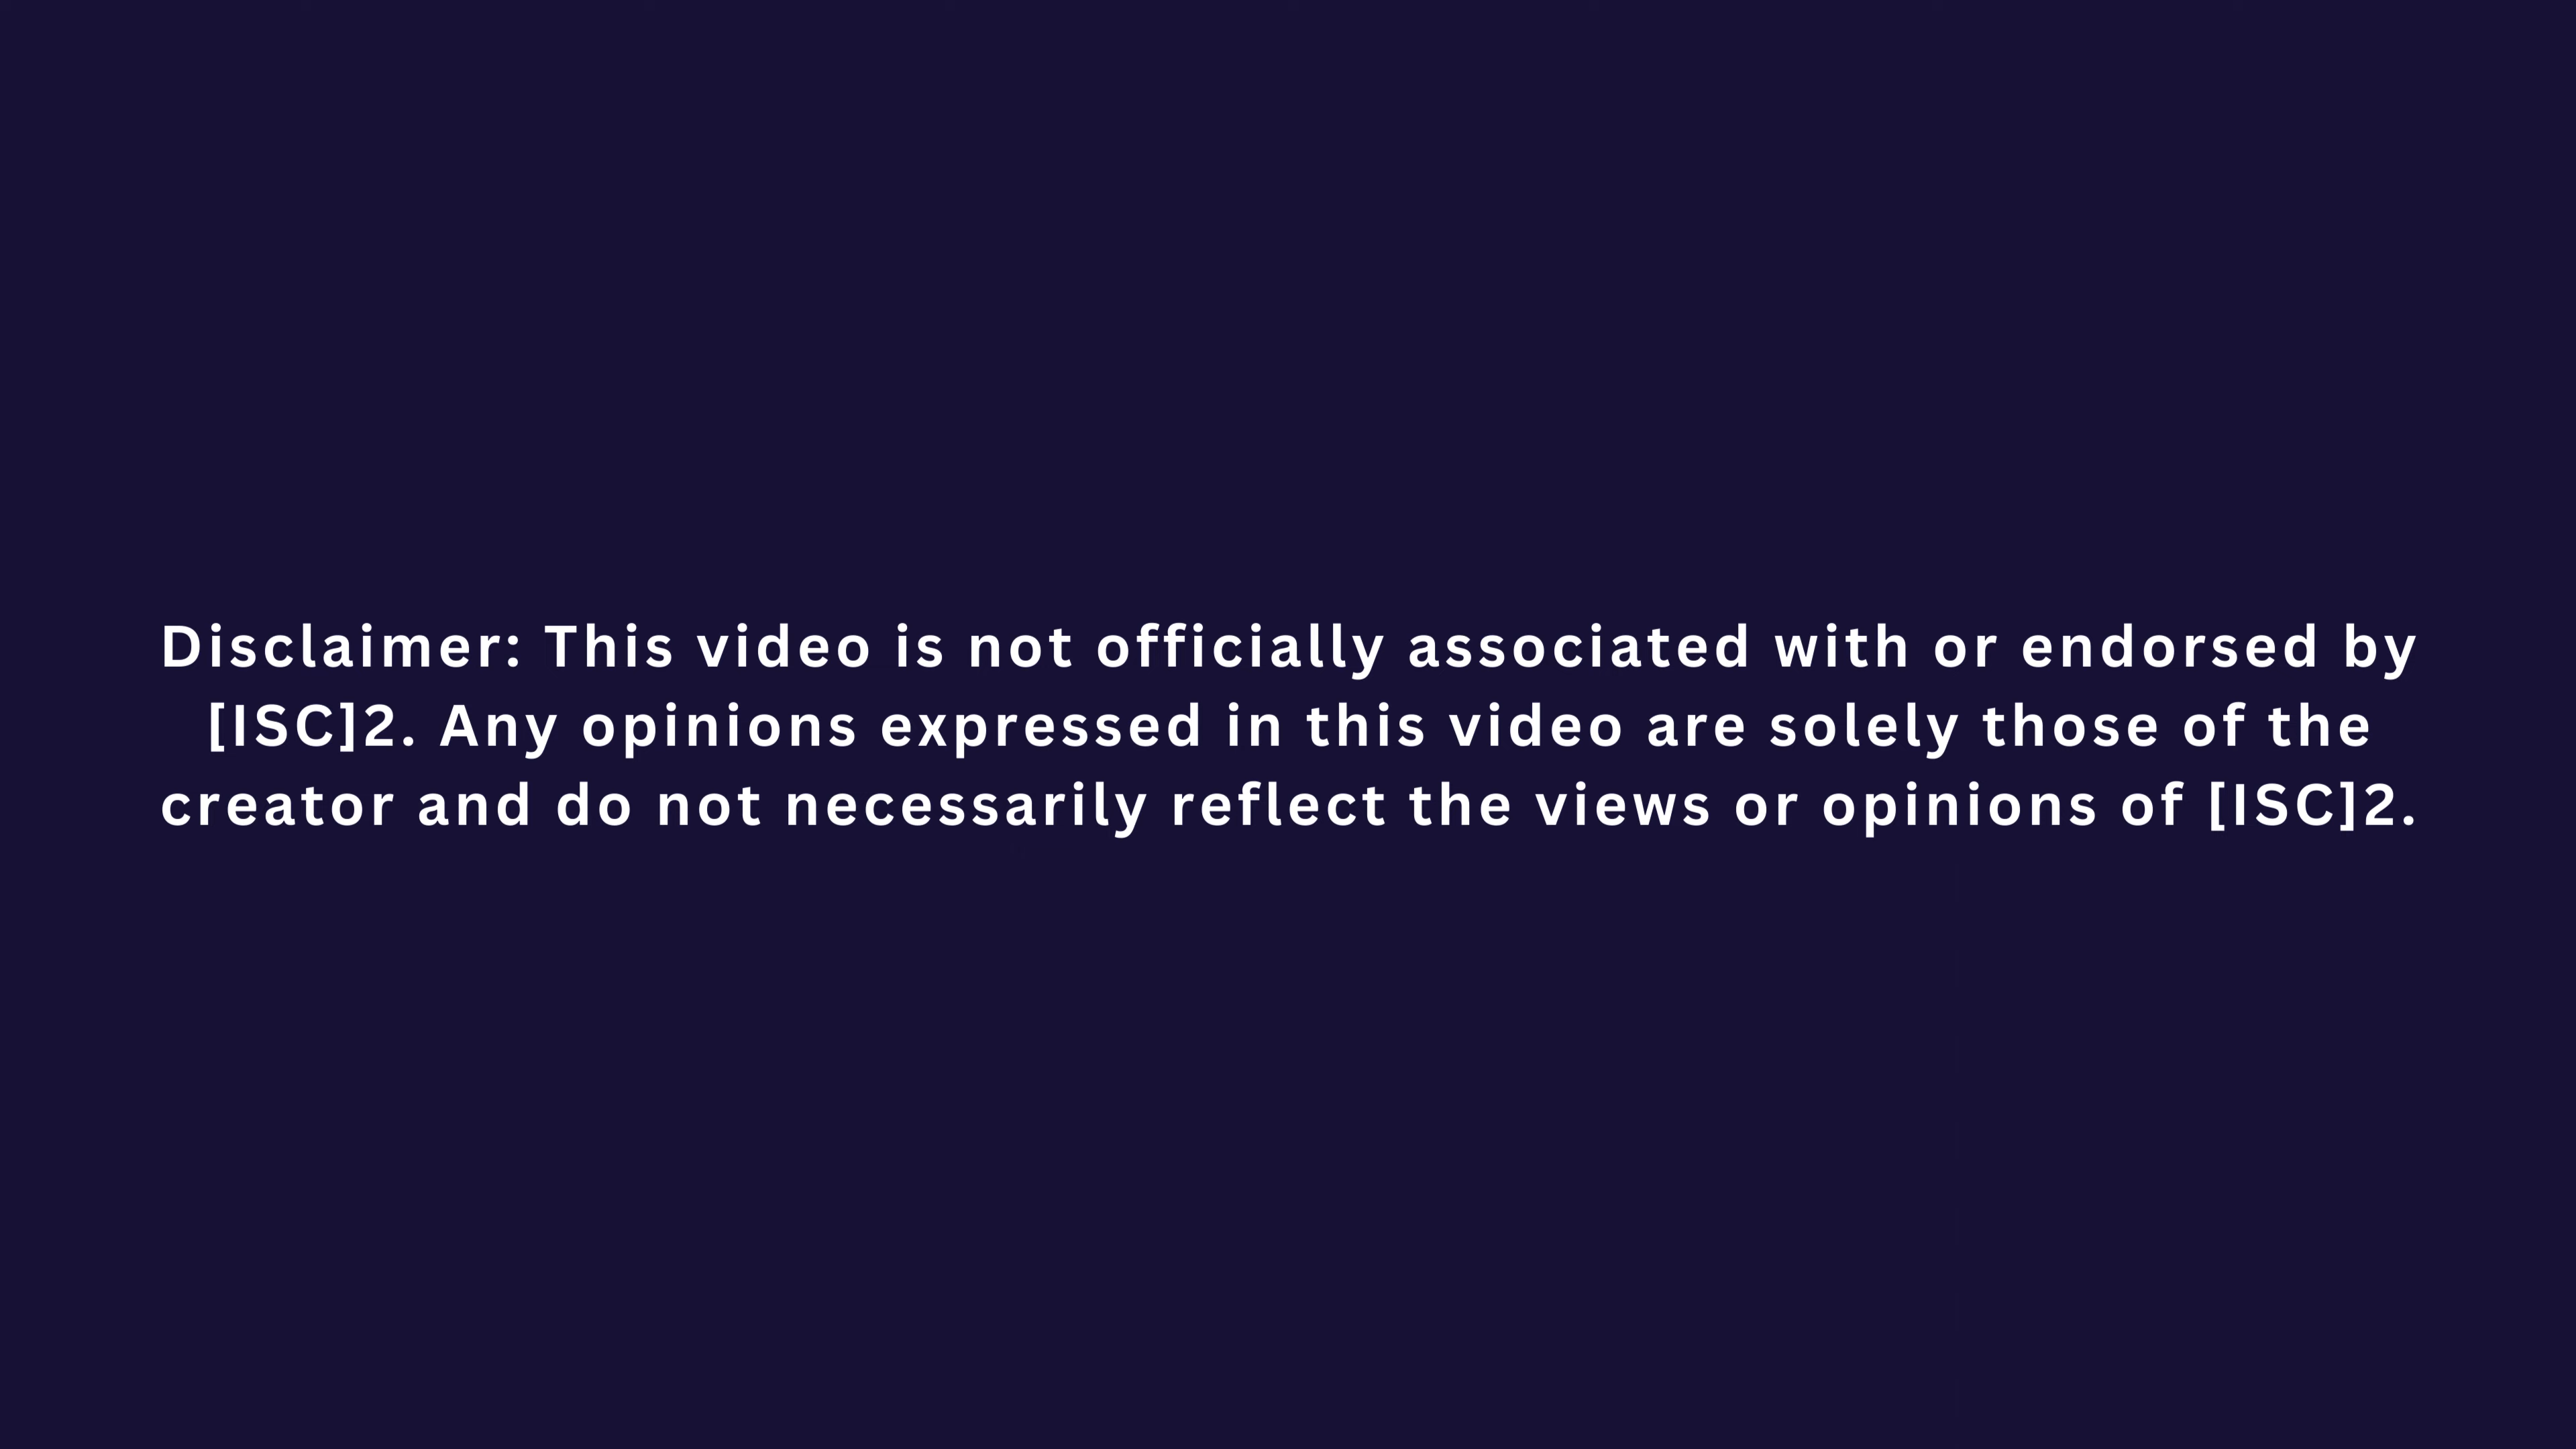 Disclaimer: This video is not officially associated with or endorsed by
[ISC]2. Any opinions expressed in this video are solely those of the
creator and do not necessarily reflect the views or opinions of [ISC]2.